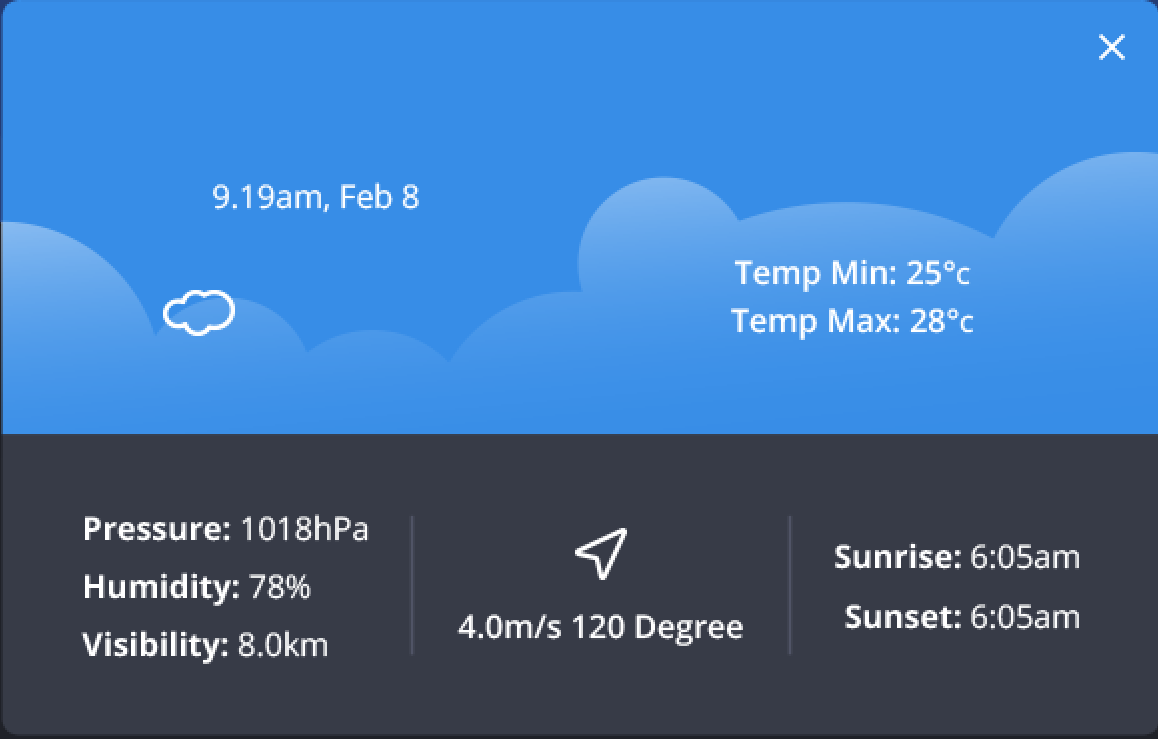 9.19am, Feb 8
Temp Min: 25°c
Temp Max: 28°c
Pressure: 1018hPa
Humidity: 78%
Visibility: 8.0km
4.0m/s 120 Degree
Sunrise: 6:05am
Sunset: 6:05am